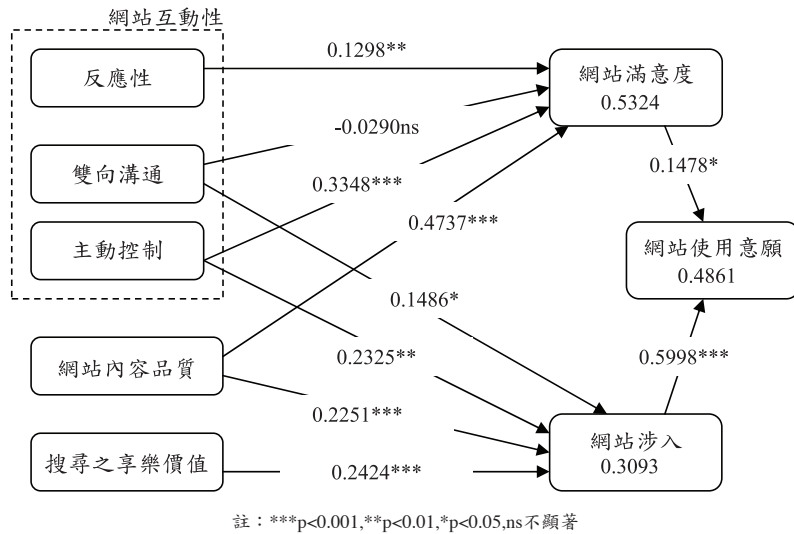 網站互動性
反應性
雙向溝通
主動控制
網站內容品質
搜尋之享樂價值
0.1298**
-0.0290ns
0.3348***
0.4737***
0.1486*
0.2325**
0.2251***
0.2424***
網站滿意度
0.5324
0.1478*
網站使用意願
0.4861
0.5998***
網站涉入
0.3093
註：***p<0.001,**p<0.01,*p<0.05,ns不顯著